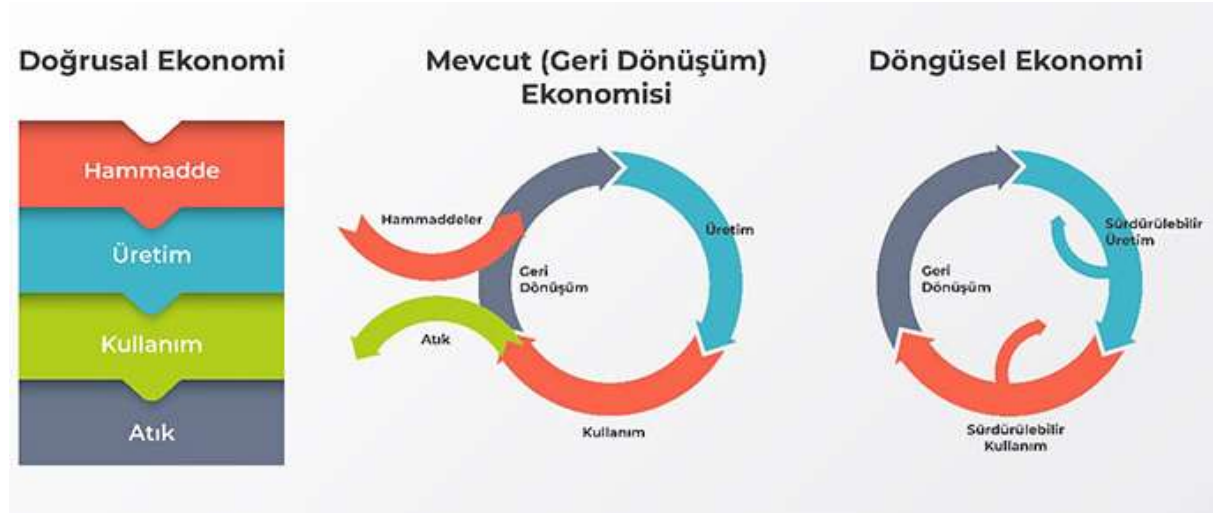 Doğrusal Ekonomi
Hammadde
Üretim
Kullanım
Atık
Mevcut (Geri Dönüşüm)
Ekonomisi
Hammaddeler
Üretim
Geri
Dönüşüm
Atık
Kullanım
Döngüsel Ekonomi
Sürdürülebilir
Üretim
Geri
Dönüşüm
Sürdürülebilir
Kullanım